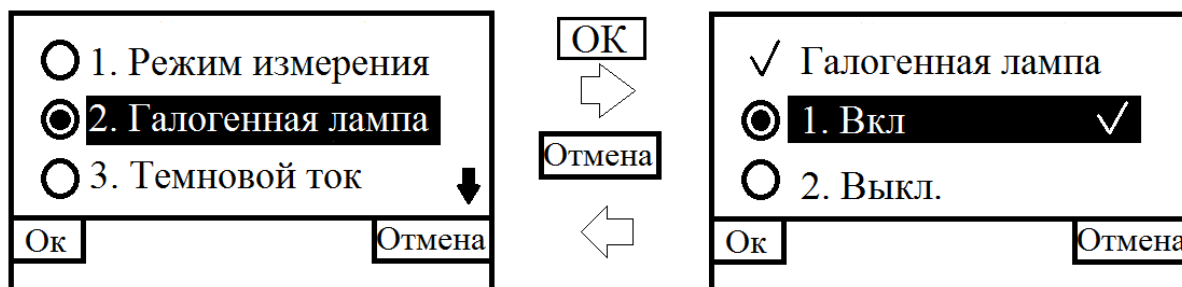 1. Режим измерения
2. Галогенная лампа
3. Темновой ток
Ок
Отмена
ОК
Отмена
Галогенная лампа
1. Вкл
2. Выкл.
Ок
Отмена